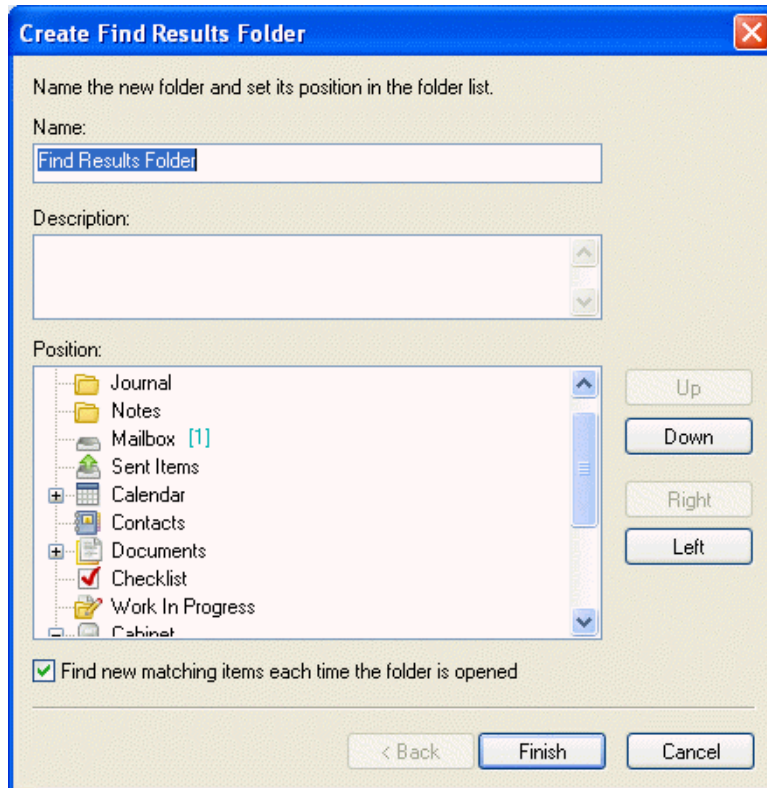 Create Find Results Folder
Name the new folder and set its position in the folder list.
Name:
Find Results Folder
Description:
Position:
Journal
Notes
Mailbox [1]
Sent Items
Calendar
Contacts
Documents
Checklist
Work In Progress
Cabinet
Up
Down
Right
Left
Find new matching items each time the folder is opened
< Back
Finish
Cancel